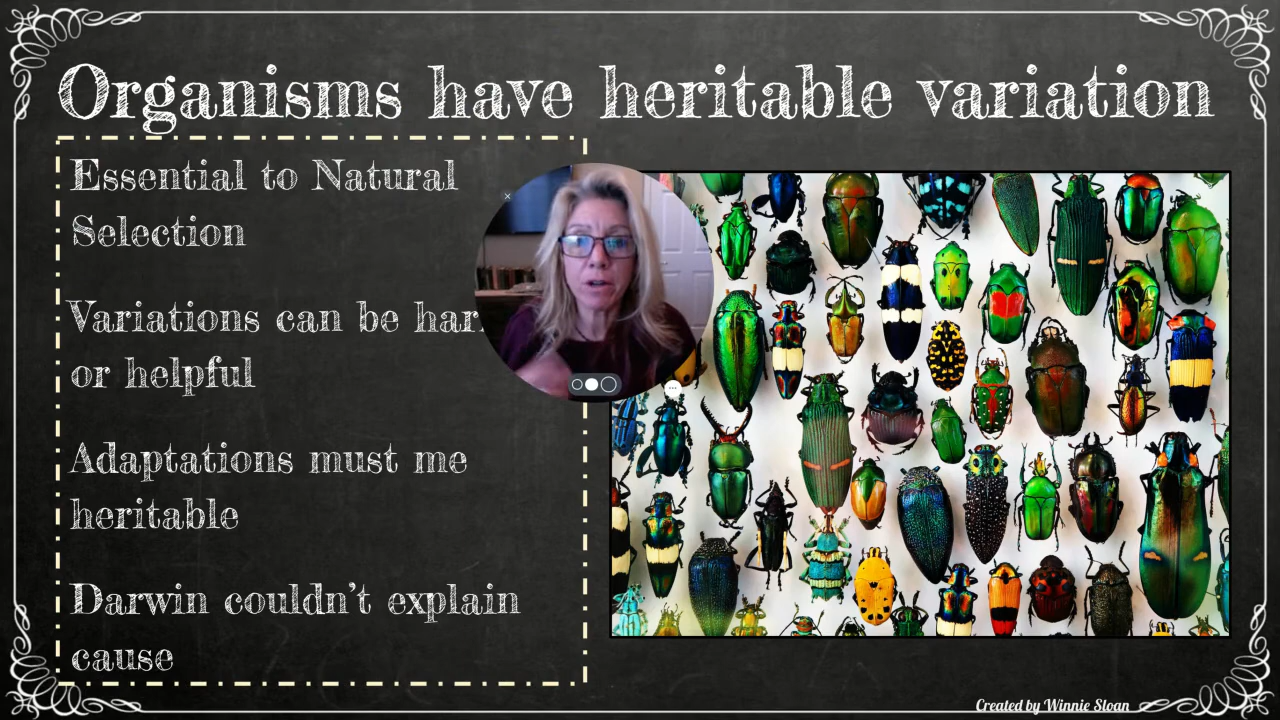 Organisms have heritable variation
Essential to Natural
Selection
Variations can be
or helpful
Adaptations must me
heritable
Darwin couldn't explain
cause
Created by Winnie Sloan